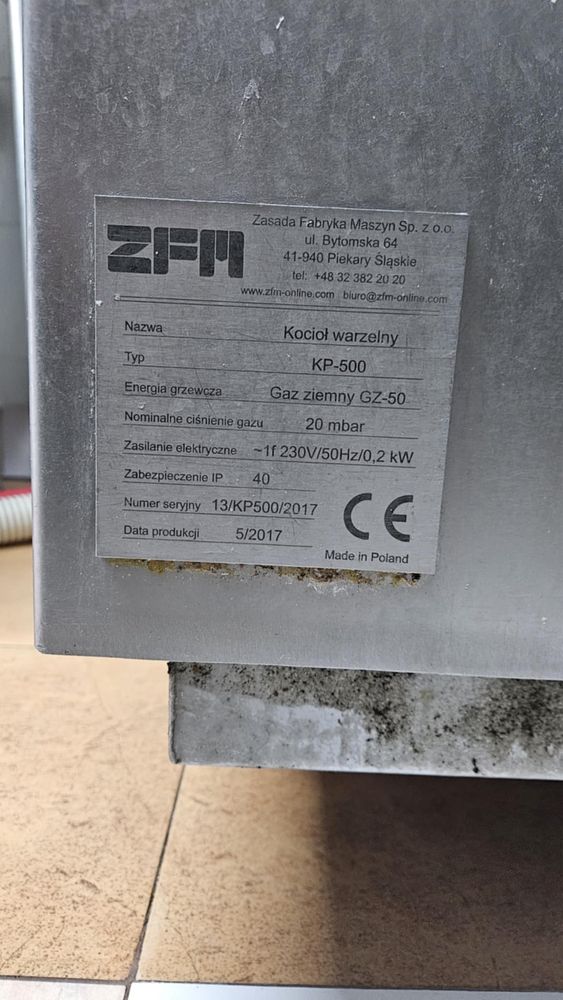 ZFM
Zasada Fabryka Maszyn Sp. z o.o.
ul. Bytomska 64
41-940 Piekary Śląskie
tel: +48 32 382 20 20
www.zfm-online.com biuro@zfm-online.com
Nazwa Kocioł warzelny
Typ KP-500
Energia grzewcza Gaz ziemny GZ-50
Nominalne ciśnienie gazu 20 mbar
Zasilanie elektryczne ~1f 230V/50Hz/0,2 kW
Zabezpieczenie IP 40
Numer seryjny 13/KP500/2017
Data produkcji 5/2017
CE
Made in Poland